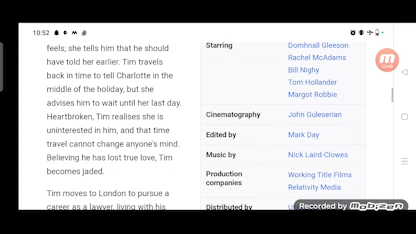 10:52
feels; she tells him that he should
have told her earlier. Tim travels
back in time to tell Charlotte in the
middle of the holiday, but she
advises him to wait until her last day.
Heartbroken, Tim realises she is
uninterested in him, and that time
travel cannot change anyone's mind.
Believing he has lost true love, Tim
becomes jaded.
Tim moves to London to pursue a
career as a lawyer, living with his
Starring
Domhnall Gleeson
Rachel McAdams
Bill Nighy
Tom Hollander
Margot Robbie
Cinematography
John Guleserian
Edited by
Mark Day
Music by
Nick Laird-Clowes
Production
companies
Working Title Films
Relativity Media
Distributed by
Recorded by Mobizen